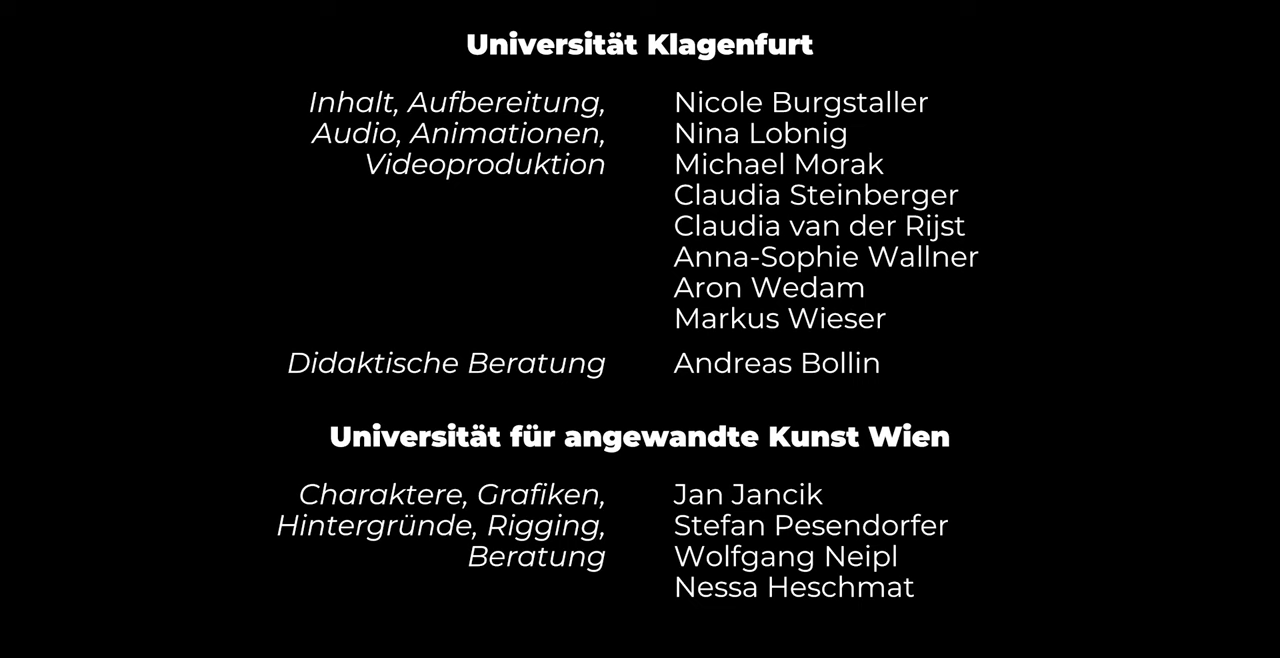 Universität Klagenfurt
Inhalt, Aufbereitung, Nicole Burgstaller
Audio, Animationen, Nina Lobnig
Videoproduktion Michael Morak
Claudia Steinberger
Claudia van der Rijst
Anna-Sophie Wallner
Aron Wedam
Markus Wieser
Didaktische Beratung Andreas Bollin
Universität für angewandte Kunst Wien
Charaktere, Grafiken, Jan Jancik
Hintergründe, Rigging, Stefan Pesendorfer
Beratung Wolfgang Neipl
Nessa Heschmat